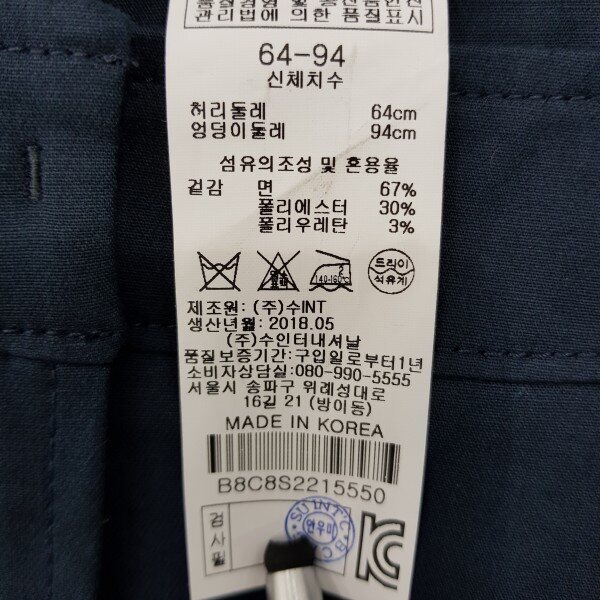 관리법에 의한 품질표시
64-94
신체치수
허리둘레 64cm
엉덩이둘레 94cm
섬유의조성 및 혼용율
겉감 면 67%
폴리에스터 30%
폴리우레탄 3%
드라이
석유계
제조원: (주)수INT
생산년월: 2018.05
(주)수인터내셔날
품질보증기간:구입일로부터1년
소비자상담실:080-990-5555
서울시 송파구 위례성대로
16길 21 (방이동)
MADE IN KOREA
B8C8S2215550
검사필
SUINT'C
KC